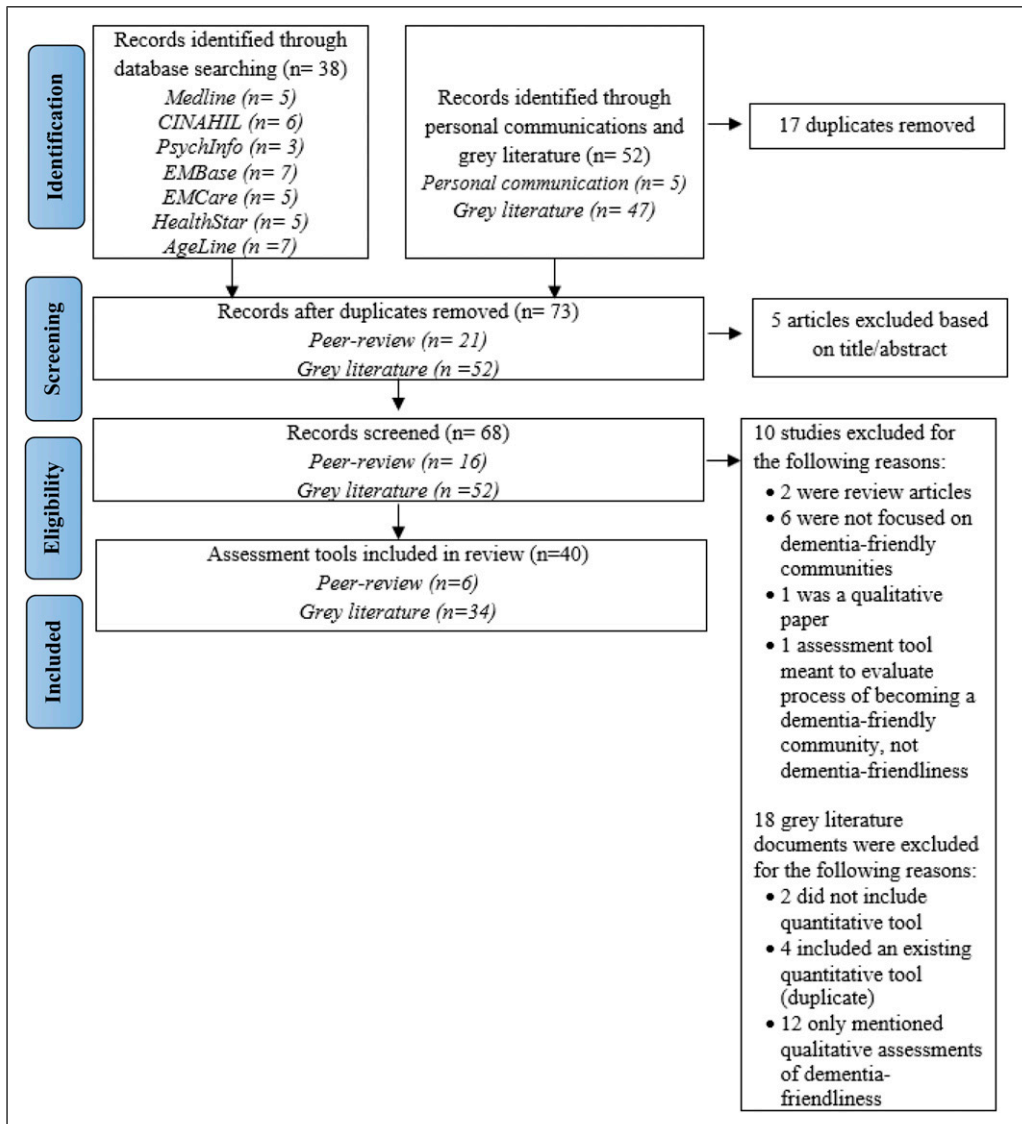 Identification
Records identified through
database searching (n= 38)
Medline (n= 5)
CINAHIL (n= 6)
PsychInfo (n= 3)
EMBase (n= 7)
EMCare (n= 5)
HealthStar (n= 5)
AgeLine (n =7)
Records identified through
personal communications and
grey literature (n= 52)
Personal communication (n= 5)
Grey literature (n= 47)
17 duplicates removed
Screening
Records after duplicates removed (n= 73)
Peer-review (n= 21)
Grey literature (n =52)
5 articles excluded based
on title/abstract
Eligibility
Records screened (n= 68)
Peer-review (n= 16)
Grey literature (n =52)
10 studies excluded for
the following reasons:
• 2 were review articles
• 6 were not focused on
dementia-friendly
communities
• 1 was a qualitative
paper
• 1 assessment tool
meant to evaluate
process of becoming a
dementia-friendly
community, not
dementia-friendliness
18 grey literature
documents were excluded
for the following reasons:
• 2 did not include
quantitative tool
• 4 included an existing
quantitative tool
(duplicate)
• 12 only mentioned
qualitative assessments
of dementia-
friendliness
Included
Assessment tools included in review (n=40)
Peer-review (n=6)
Grey literature (n=34)